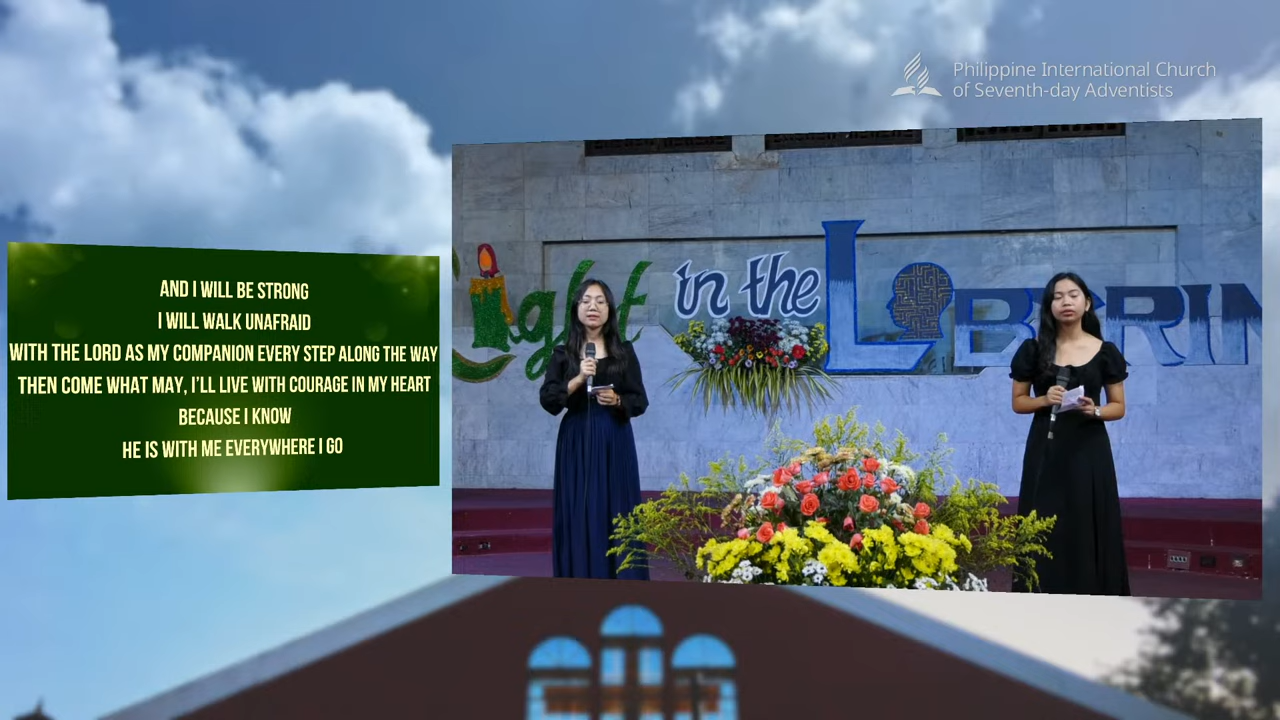 Philippine International Church
of Seventh-day Adventists
AND I WILL BE STRONG
I WILL WALK UNAFRAID
WITH THE LORD AS MY COMPANION EVERY STEP ALONG THE WAY
THEN COME WHAT MAY, I'LL LIVE WITH COURAGE IN MY HEART
BECAUSE I KNOW
HE IS WITH ME EVERYWHERE I GO
Light in the L BERIN